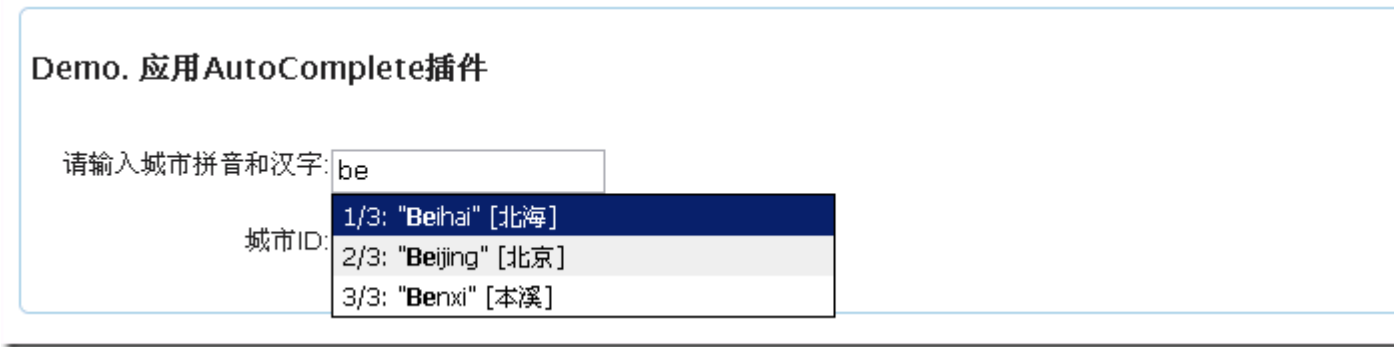 Demo. 应用AutoComplete插件
请输入城市拼音和汉字:be
1/3: "Beihai" [北海]
城市ID:
2/3: "Beijing" [北京]
3/3: "Benxi" [本溪]